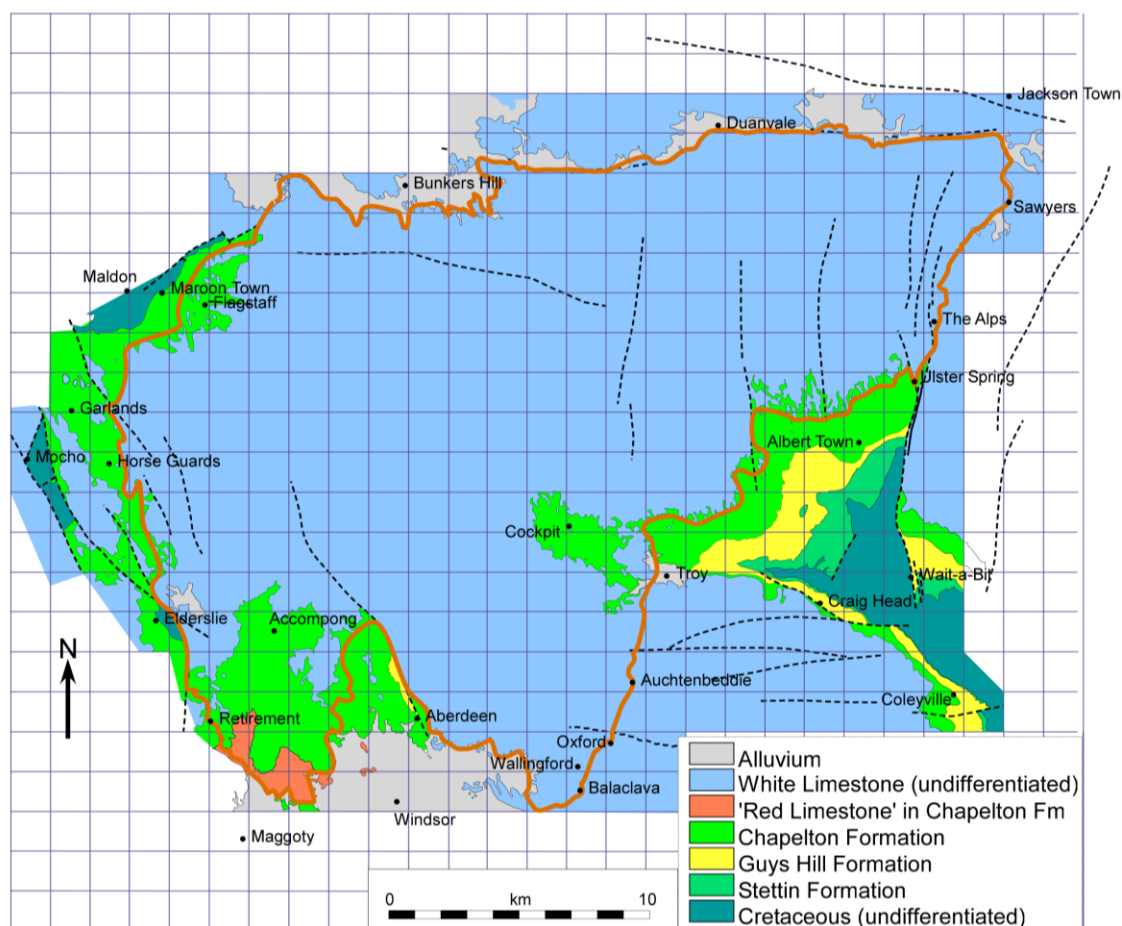 Jackson Town
Duanvale
Bunkers Hill
Sawyers
Maldon
Maroon Town
Flagstaff
The Alps
Ulster Spring
Garlands
Albert Town
Mocho
Horse Guards
Cockpit
Troy
Wait-a-Bit
Craig Head
Elderslie
Accompong
N
Auchtenbeddie
Coleyville
Retirement
Aberdeen
Oxford
Wallingford
Balaclava
Windsor
Maggoty
Alluvium
White Limestone (undifferentiated)
'Red Limestone' in Chapelton Fm
Chapelton Formation
Guys Hill Formation
Stettin Formation
Cretaceous (undifferentiated)
0 km 10